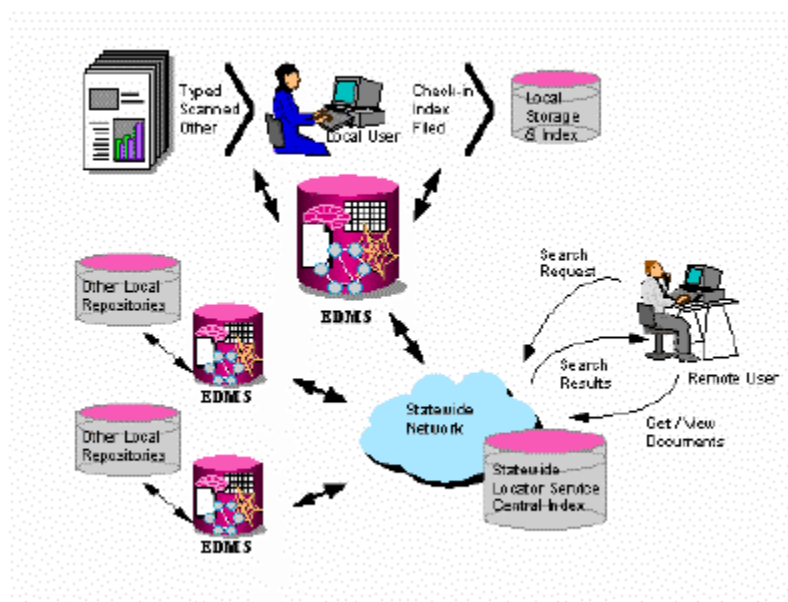 Typed
Scanned
Other
Local User
Check-in
Index
Filed
Local
Storage
& Index
EDMS
Search
Request
Remote User
Search
Results
Get/View
Documents
Other Local
Repositories
EDMS
Other Local
Repositories
EDMS
Statewide
Network
Statewide
Locator Service
Central Index